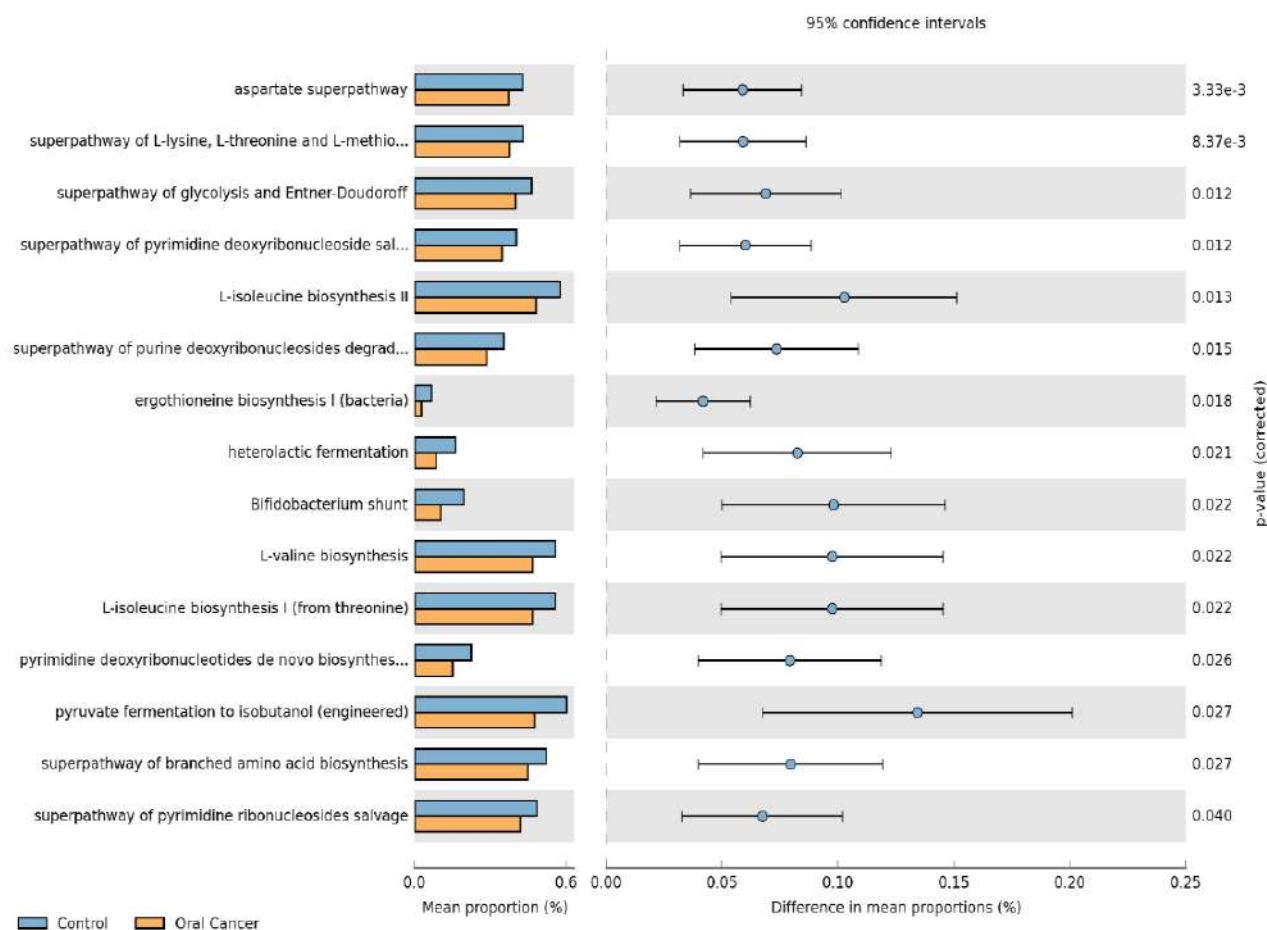 95% confidence intervals
aspartate superpathway 3.33e-3
superpathway of L-lysine, L-threonine and L-methio... 8.37e-3
superpathway of glycolysis and Entner-Doudoroff 0.012
superpathway of pyrimidine deoxyribonucleoside sal... 0.012
L-isoleucine biosynthesis II 0.013
superpathway of purine deoxyribonucleosides degrad... 0.015
ergothioneine biosynthesis I (bacteria) 0.018
heterolactic fermentation 0.021
Bifidobacterium shunt 0.022
L-valine biosynthesis 0.022
L-isoleucine biosynthesis I (from threonine) 0.022
pyrimidine deoxyribonucleotides de novo biosynthes... 0.026
pyruvate fermentation to isobutanol (engineered) 0.027
superpathway of branched amino acid biosynthesis 0.027
superpathway of pyrimidine ribonucleosides salvage 0.040
p-value (corrected)
0.0 0.6 0.00 0.05 0.10 0.15 0.20 0.25
Mean proportion (%) Difference in mean proportions (%)
Control Oral Cancer